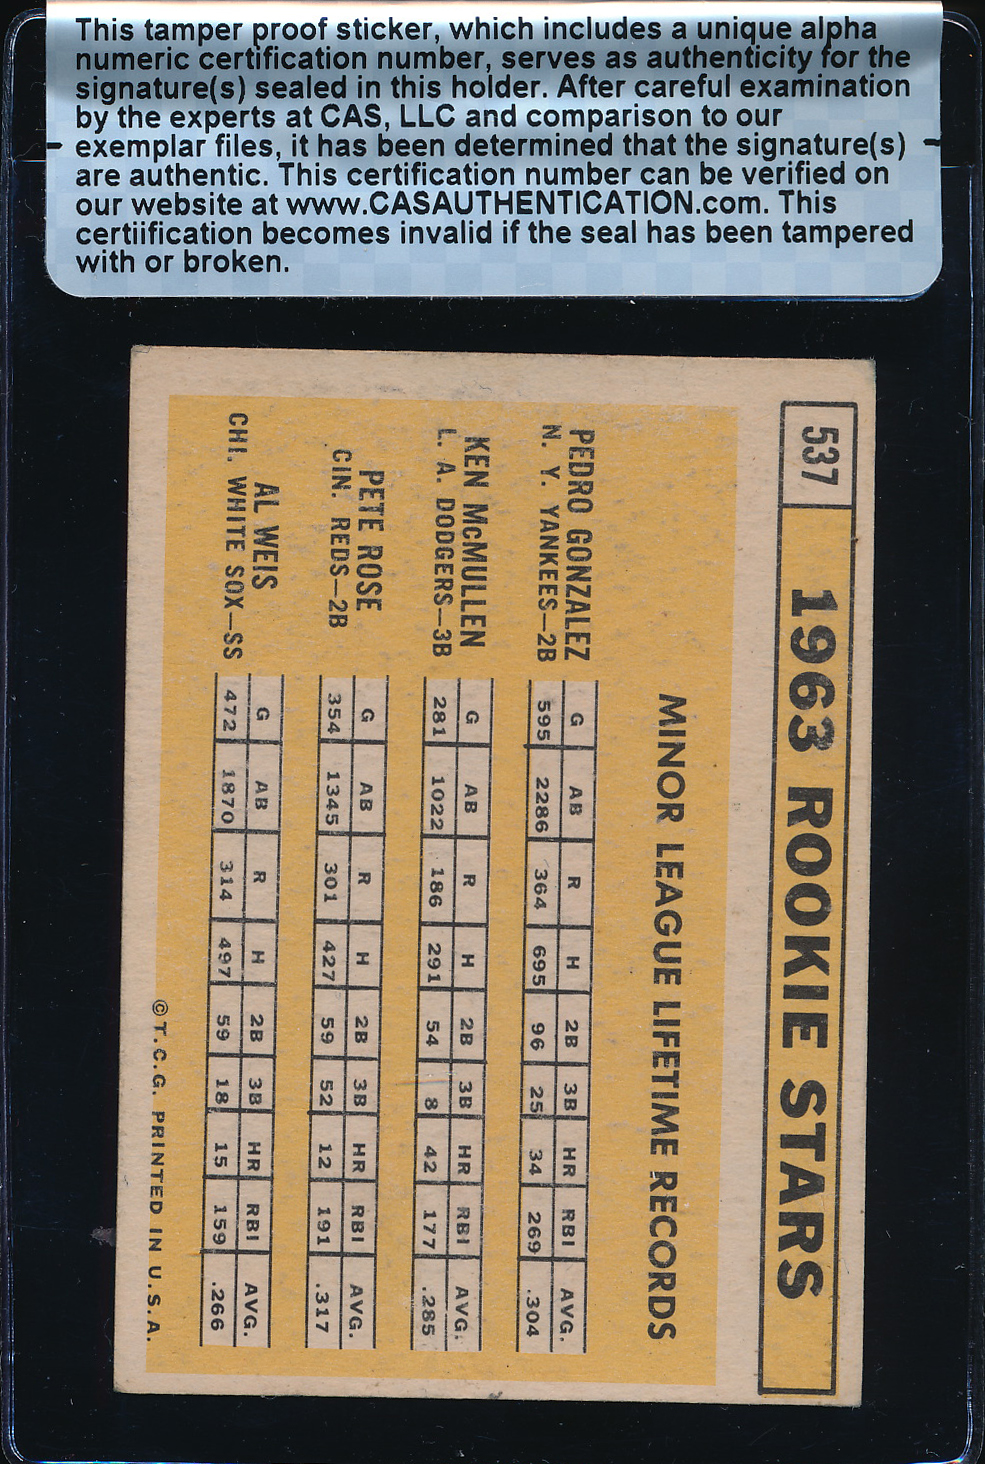 This tamper proof sticker, which includes a unique alpha
numeric certification number, serves as authenticity for the
signature(s) sealed in this holder. After careful examination
by the experts at CAS, LLC and comparison to our
exemplar files, it has been determined that the signature(s)
are authentic. This certification number can be verified on
our website at www.CASAUTHENTICATION.com. This
certiification becomes invalid if the seal has been tampered
with or broken.
537 1963 ROOKIE STARS
MINOR LEAGUE LIFETIME RECORDS
PEDRO GONZALEZ G AB R H 2B 3B HR RBI AVG.
N. Y. YANKEES—2B 595 2286 364 695 96 25 34 269 .304
KEN McMULLEN G AB R H 2B 3B HR RBI AVG.
L. A. DODGERS—3B 281 1022 186 291 54 8 42 177 .285
PETE ROSE G AB R H 2B 3B HR RBI AVG.
CIN. REDS—2B 354 1345 301 427 59 52 12 191 .317
AL WEIS G AB R H 2B 3B HR RBI AVG.
CHI. WHITE SOX—SS 472 1870 314 497 59 18 15 159 .266
© T.C.G. PRINTED IN U.S.A.